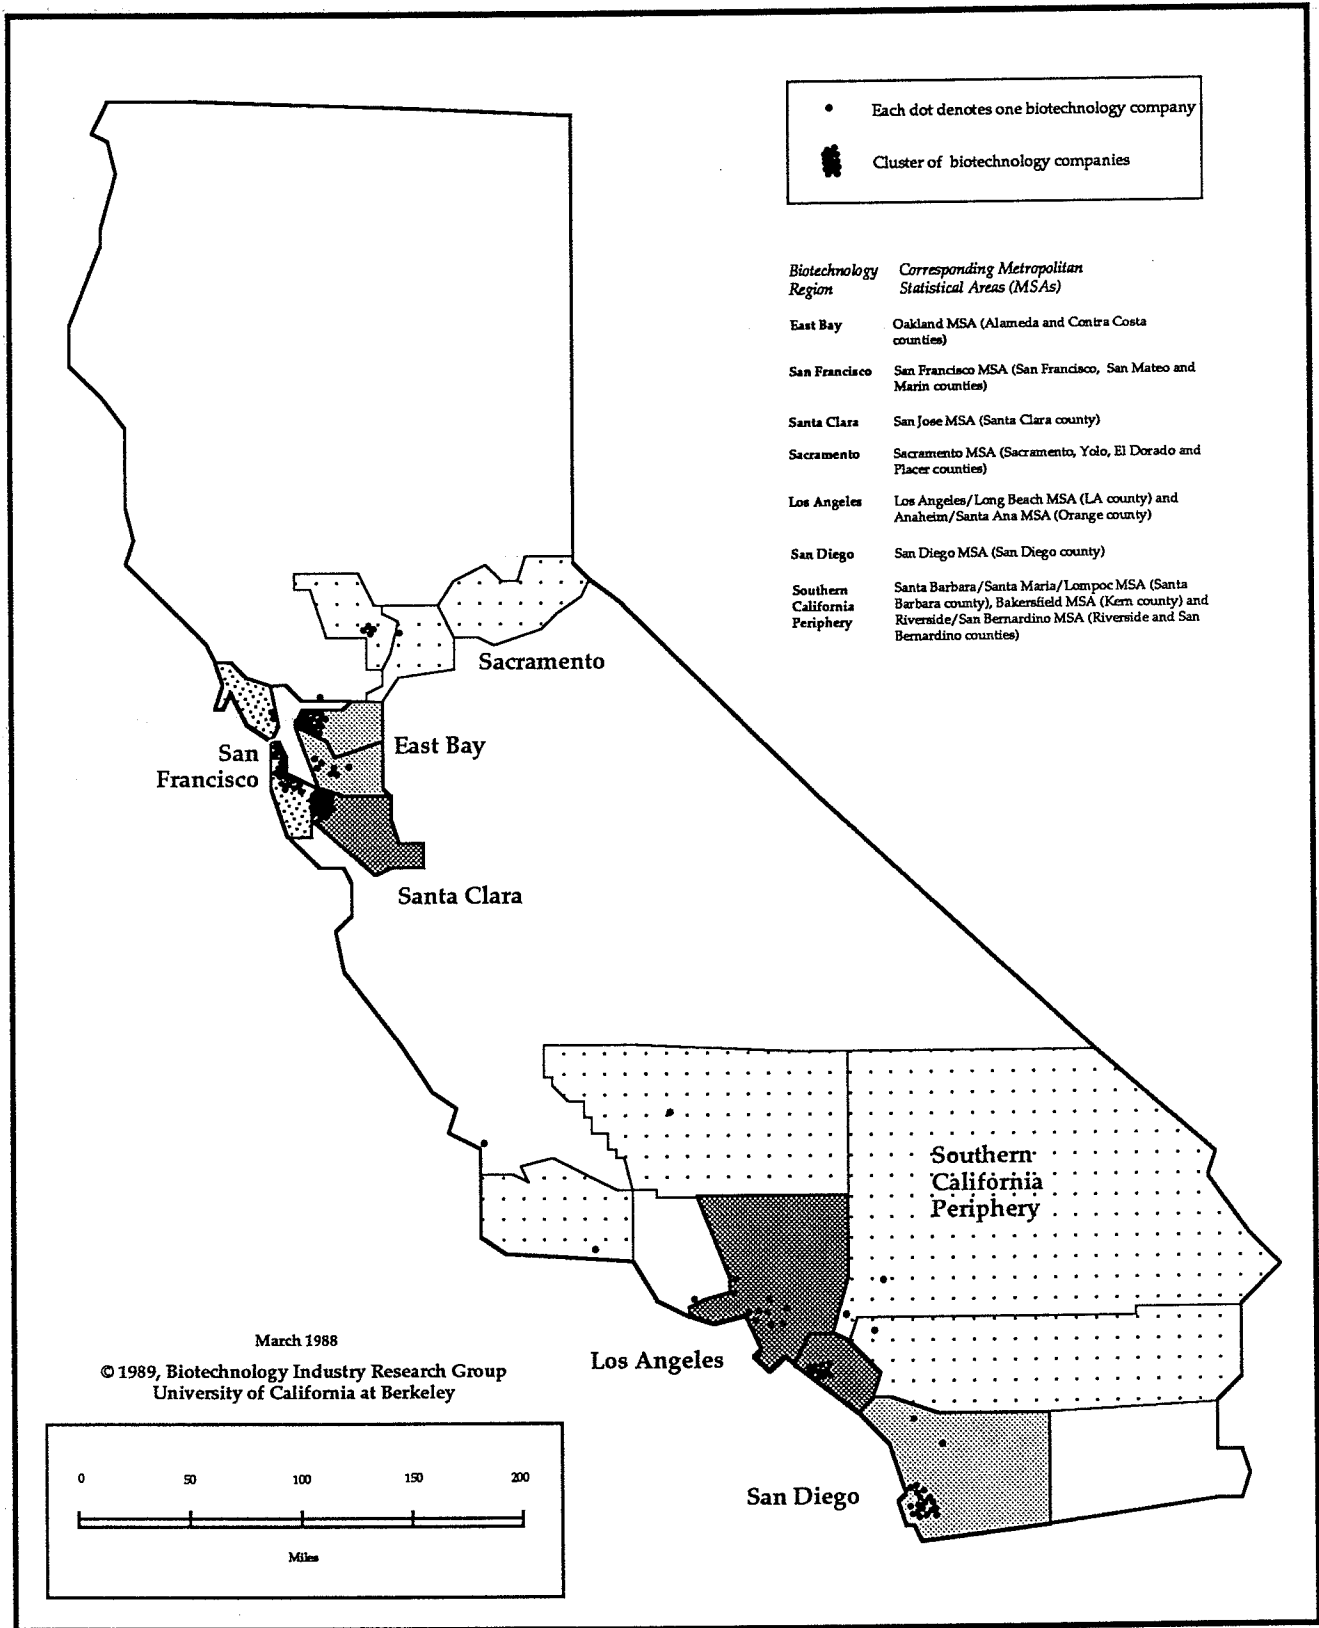 Each dot denotes one biotechnology company
Cluster of biotechnology companies
Biotechnology Corresponding Metropolitan
Region Statistical Areas (MSAs)
East Bay Oakland MSA (Alameda and Contra Costa
counties)
San Francisco San Francisco MSA (San Francisco, San Mateo and
Marin counties)
Santa Clara San Jose MSA (Santa Clara county)
Sacramento Sacramento MSA (Sacramento, Yolo, El Dorado and
Placer counties)
Los Angeles Los Angeles/Long Beach MSA (LA county) and
Anaheim/Santa Ana MSA (Orange county)
San Diego San Diego MSA (San Diego county)
Southern Santa Barbara/Santa Maria/Lompoc MSA (Santa
California Barbara county), Bakersfield MSA (Kern county) and
Periphery Riverside/San Bernardino MSA (Riverside and San
Bernardino counties)
Sacramento
East Bay
San
Francisco
Santa Clara
Southern
California
Periphery
Los Angeles
San Diego
March 1988
© 1989, Biotechnology Industry Research Group
University of California at Berkeley
0 50 100 150 200
Miles